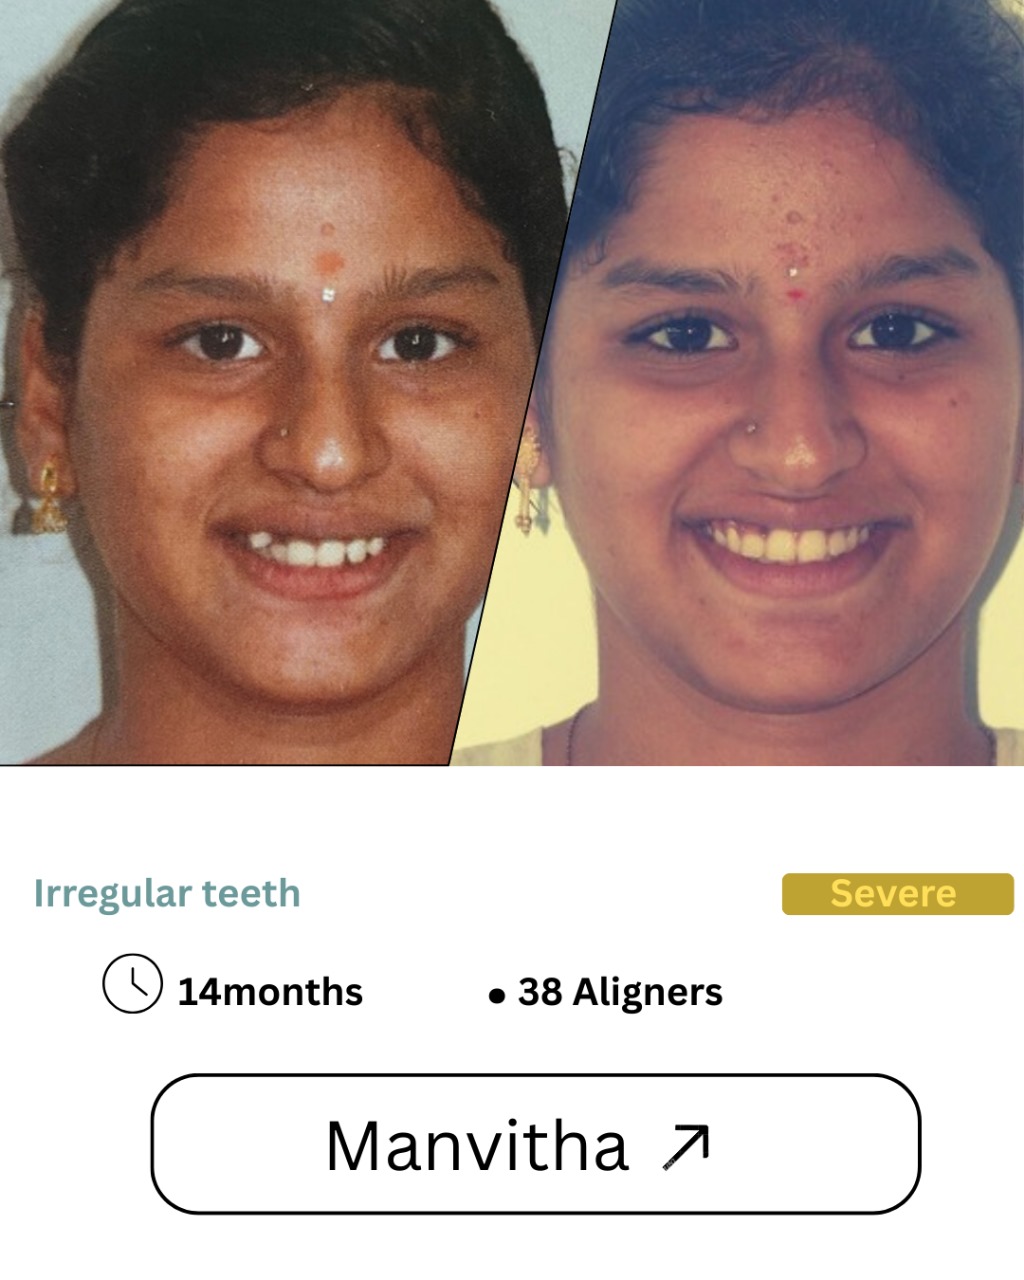 Irregular teeth
Severe
14months
• 38 Aligners
Manvitha ↗